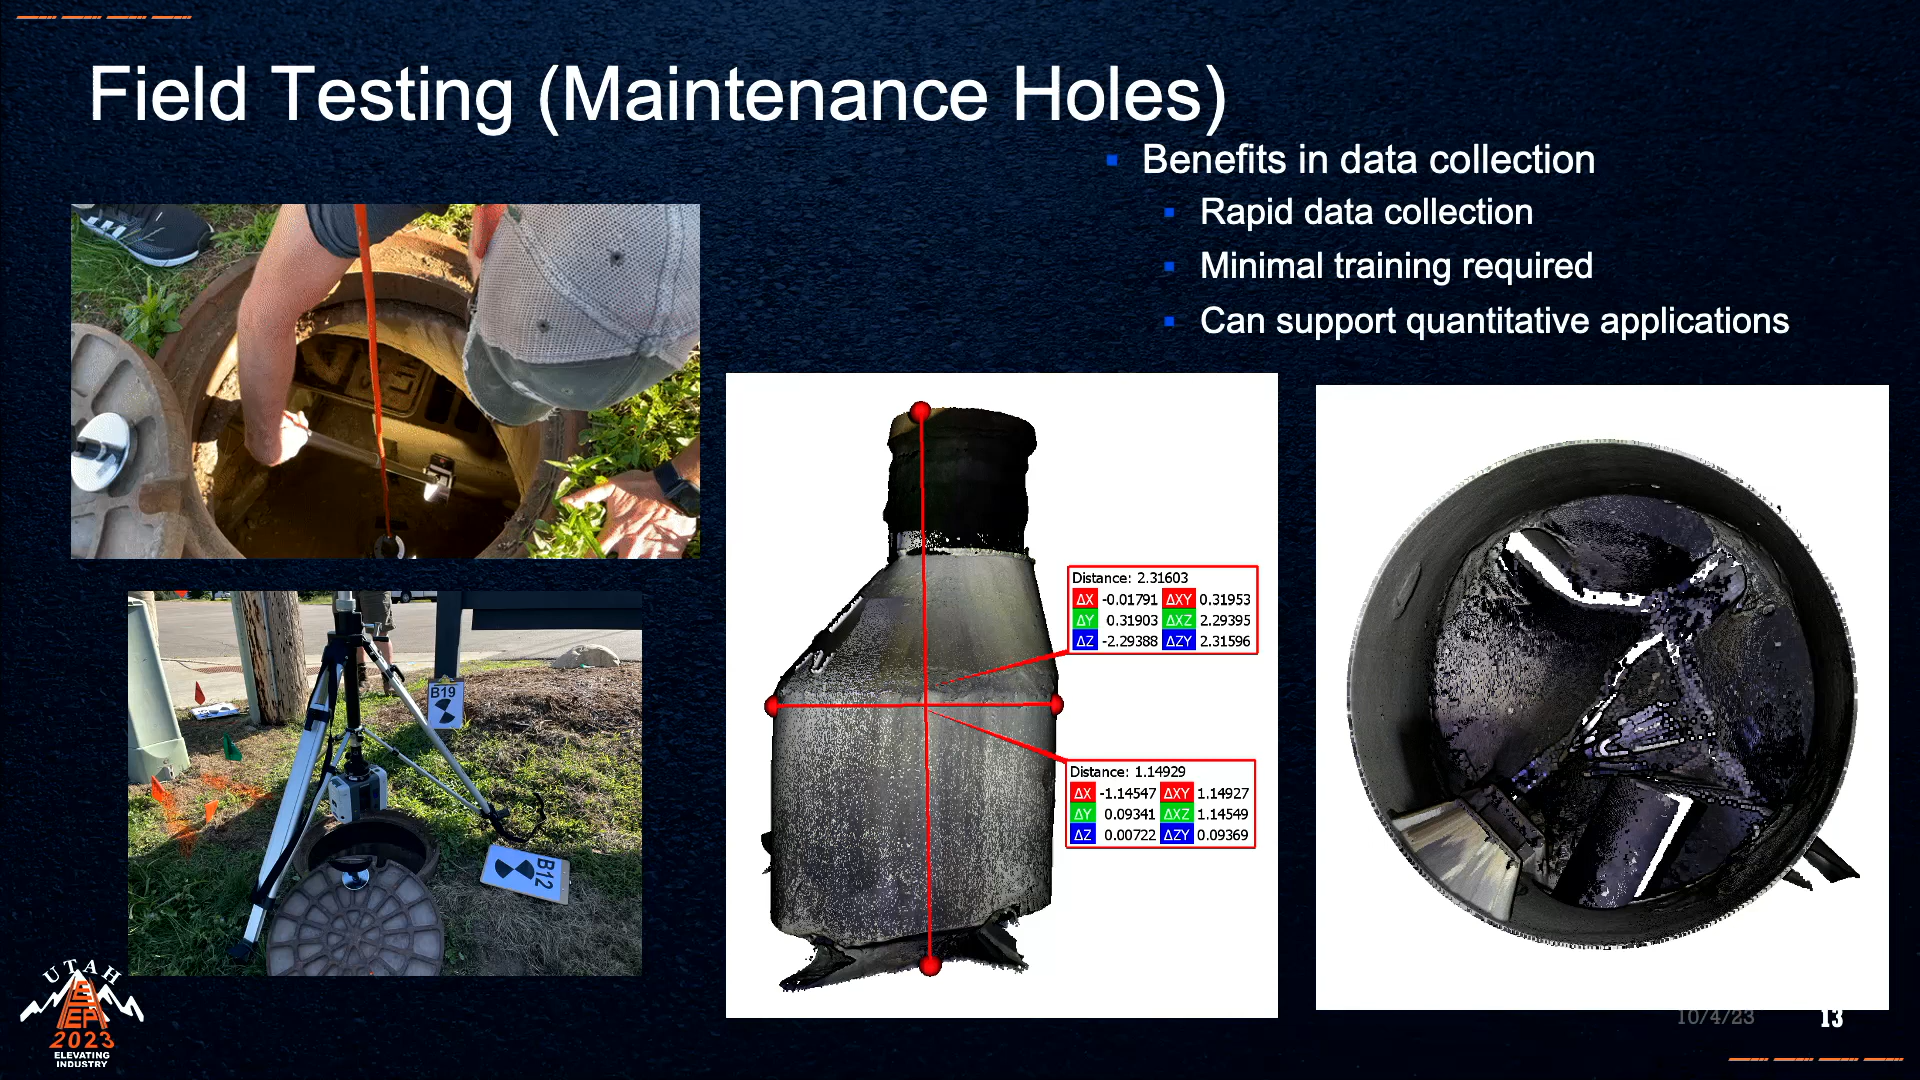 Field Testing (Maintenance Holes)
Benefits in data collection
Rapid data collection
Minimal training required
Can support quantitative applications
B19
B12
Distance: 2.31603
ΔX -0.01791 ΔXY 0.31953
ΔY 0.31903 ΔXZ 2.29395
ΔZ -2.29388 ΔZY 2.31596
Distance: 1.14929
ΔX -1.14547 ΔXY 1.14927
ΔY 0.09341 ΔXZ 1.14549
ΔZ 0.00722 ΔZY 0.09369
UTAH
2023
ELEVATING
INDUSTRY
10/4/23
13